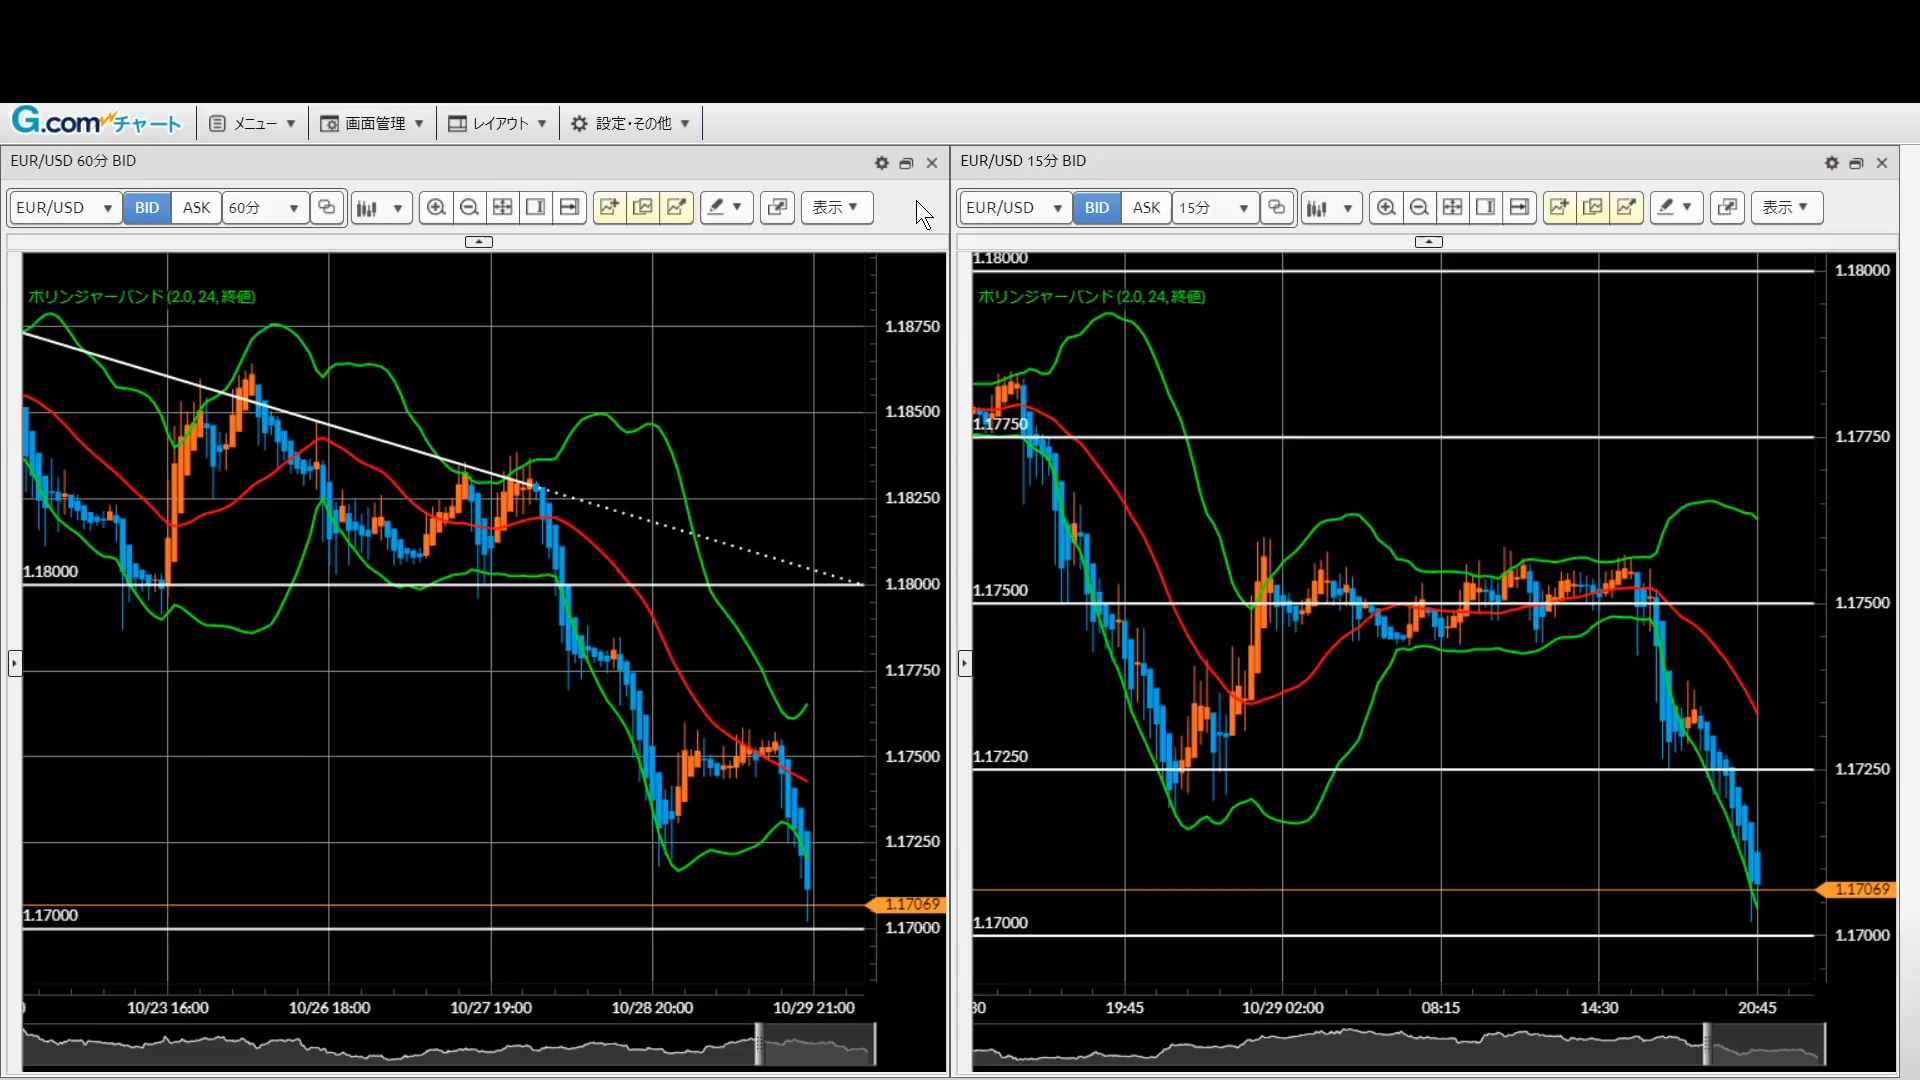 G.comチャート
メニュー
画面管理
レイアウト
設定・その他
EUR/USD 60分 BID
EUR/USD
BID
ASK
60分
表示
ボリンジャーバンド (2.0, 24, 終値)
1.18750
1.18500
1.18250
1.18000
1.18000
1.17750
1.17500
1.17250
1.17069
1.17000
1.17000
10/23 16:00
10/26 18:00
10/27 19:00
10/28 20:00
10/29 21:00
EUR/USD 15分 BID
EUR/USD
BID
ASK
15分
表示
1.18000
1.18000
ボリンジャーバンド (2.0, 24, 終値)
1.17750
1.17750
1.17500
1.17500
1.17250
1.17250
1.17069
1.17000
1.17000
30
19:45
10/29 02:00
08:15
14:30
20:45